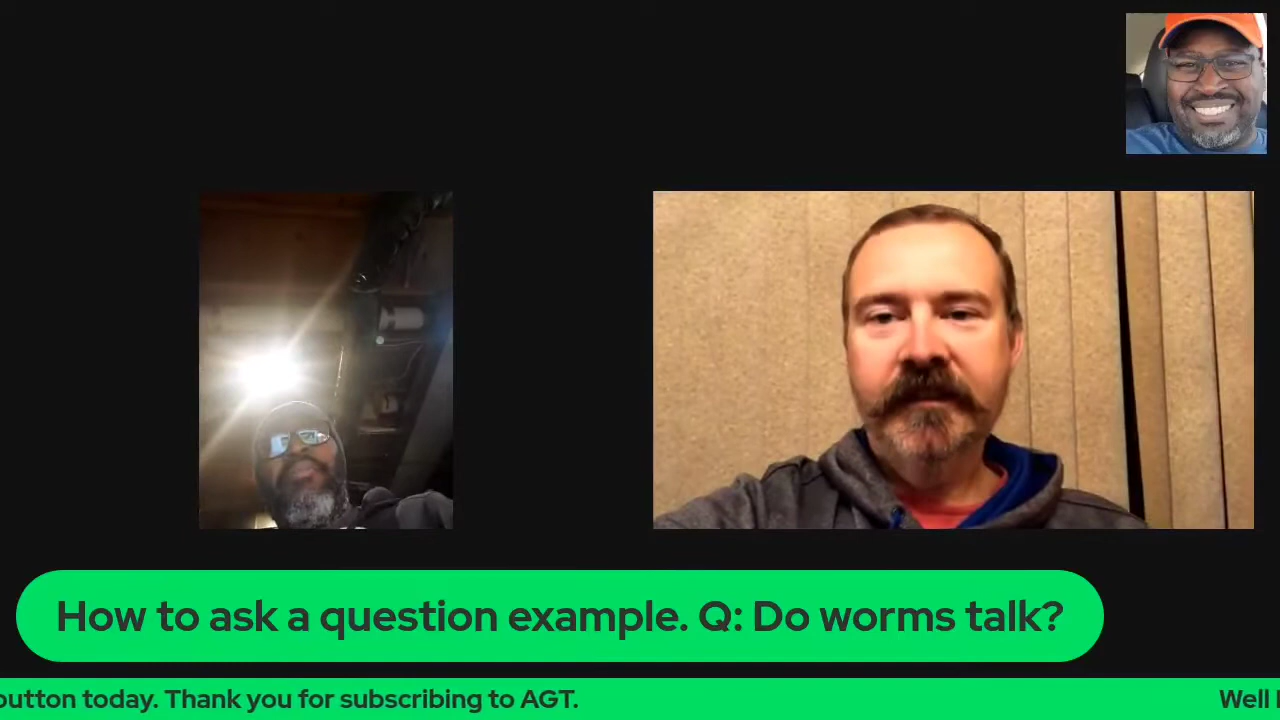 How to ask a question example. Q: Do worms talk?
button today. Thank you for subscribing to AGT. Well